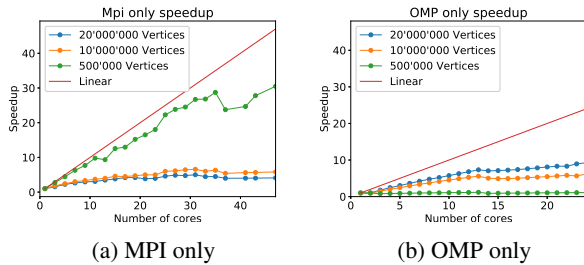 Mpi only speedup
20'000'000 Vertices
10'000'000 Vertices
500'000 Vertices
Linear
Speedup
40
30
20
10
0
0
10
20
30
40
Number of cores
(a) MPI only
OMP only speedup
20'000'000 Vertices
10'000'000 Vertices
500'000 Vertices
Linear
Speedup
40
30
20
10
0
0
5
10
15
20
Number of cores
(b) OMP only